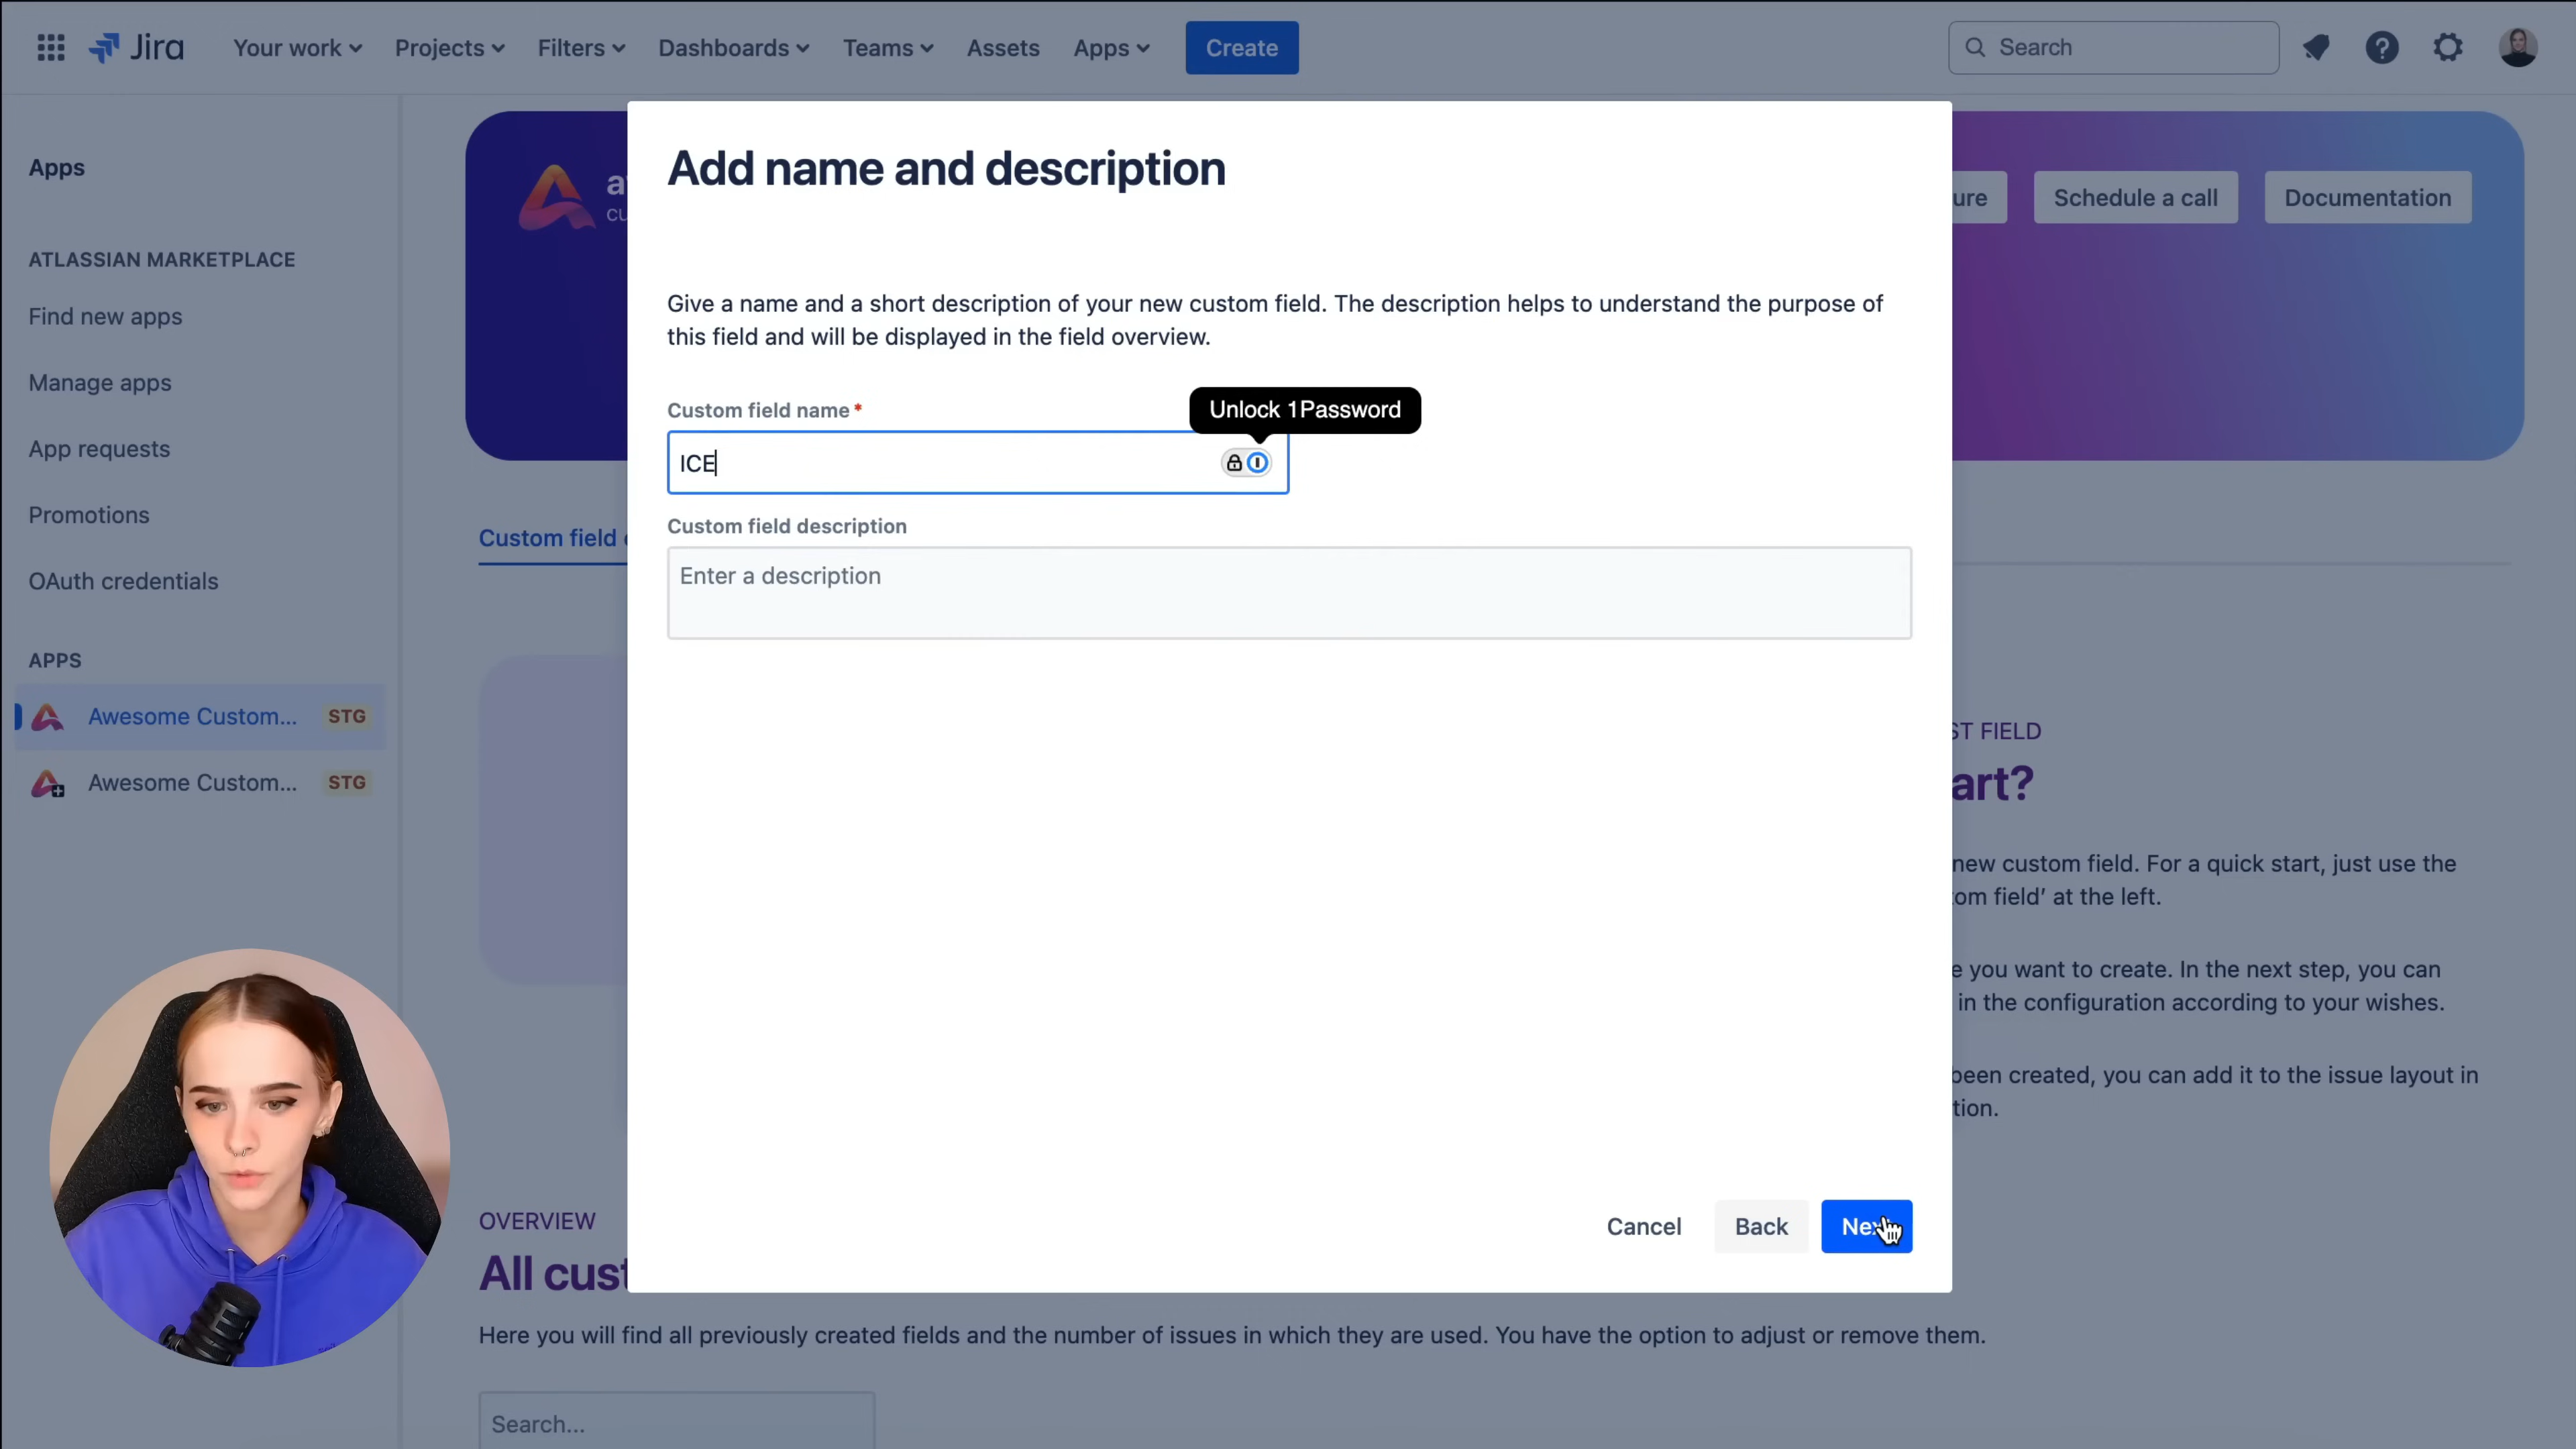 Jira
Your work
Projects
Filters
Dashboards
Teams
Assets
Apps
Create
Search
Apps
ATLASSIAN MARKETPLACE
Find new apps
Manage apps
App requests
Promotions
OAuth credentials
APPS
Awesome Custom... STG
Awesome Custom... STG
Schedule a call
Documentation
Custom field
Add name and description
Give a name and a short description of your new custom field. The description helps to understand the purpose of
this field and will be displayed in the field overview.
Custom field name *
Unlock 1Password
ICE
Custom field description
Enter a description
Cancel
Back
FIELD
new custom field. For a quick start, just use the
field’ at the left.
you want to create. In the next step, you can
in the configuration according to your wishes.
been created, you can add it to the issue layout in
OVERVIEW
All
Here you will find all previously created fields and the number of issues in which they are used. You have the option to adjust or remove them.
Search...